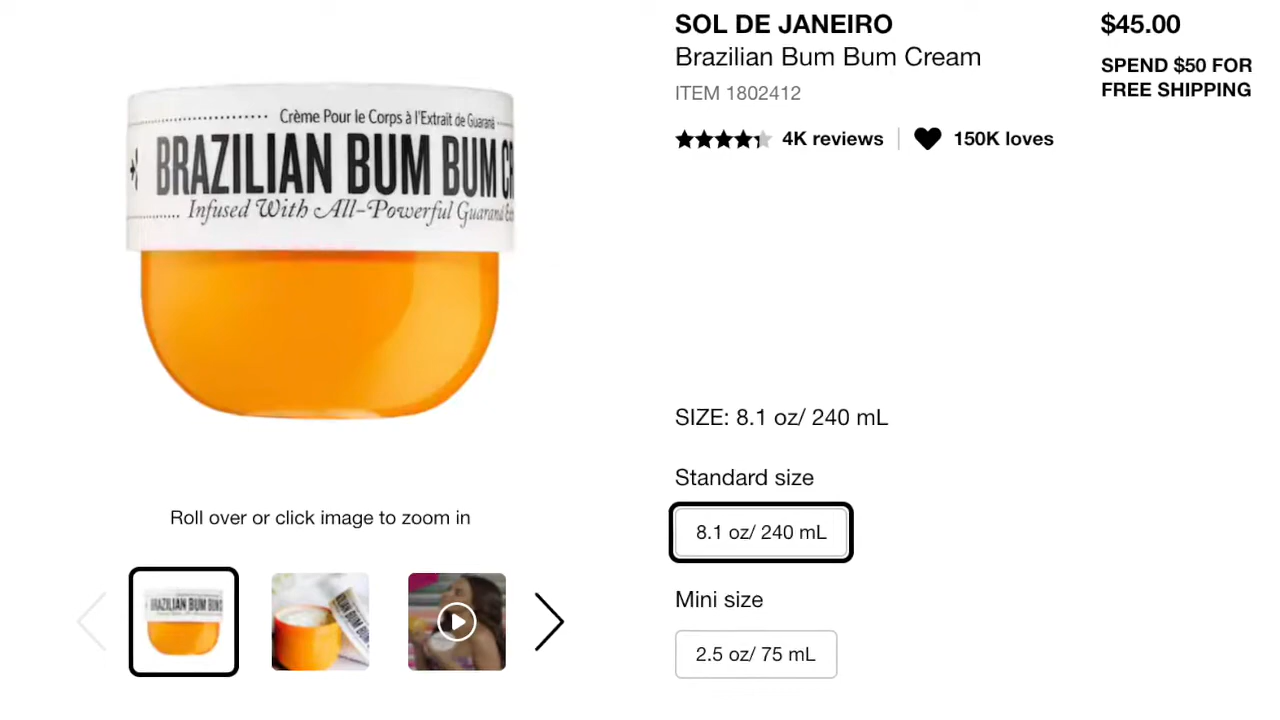 Crème Pour le Corps à l'Extrait de Guaraná
BRAZILIAN BUM BUM
Infused With All-Powerful Guaraná
Roll over or click image to zoom in
BRAZILIAN BUM BUM
SOL DE JANEIRO
$45.00
Brazilian Bum Bum Cream
SPEND $50 FOR
FREE SHIPPING
ITEM 1802412
4K reviews
150K loves
SIZE: 8.1 oz/ 240 mL
Standard size
8.1 oz/ 240 mL
Mini size
2.5 oz/ 75 mL